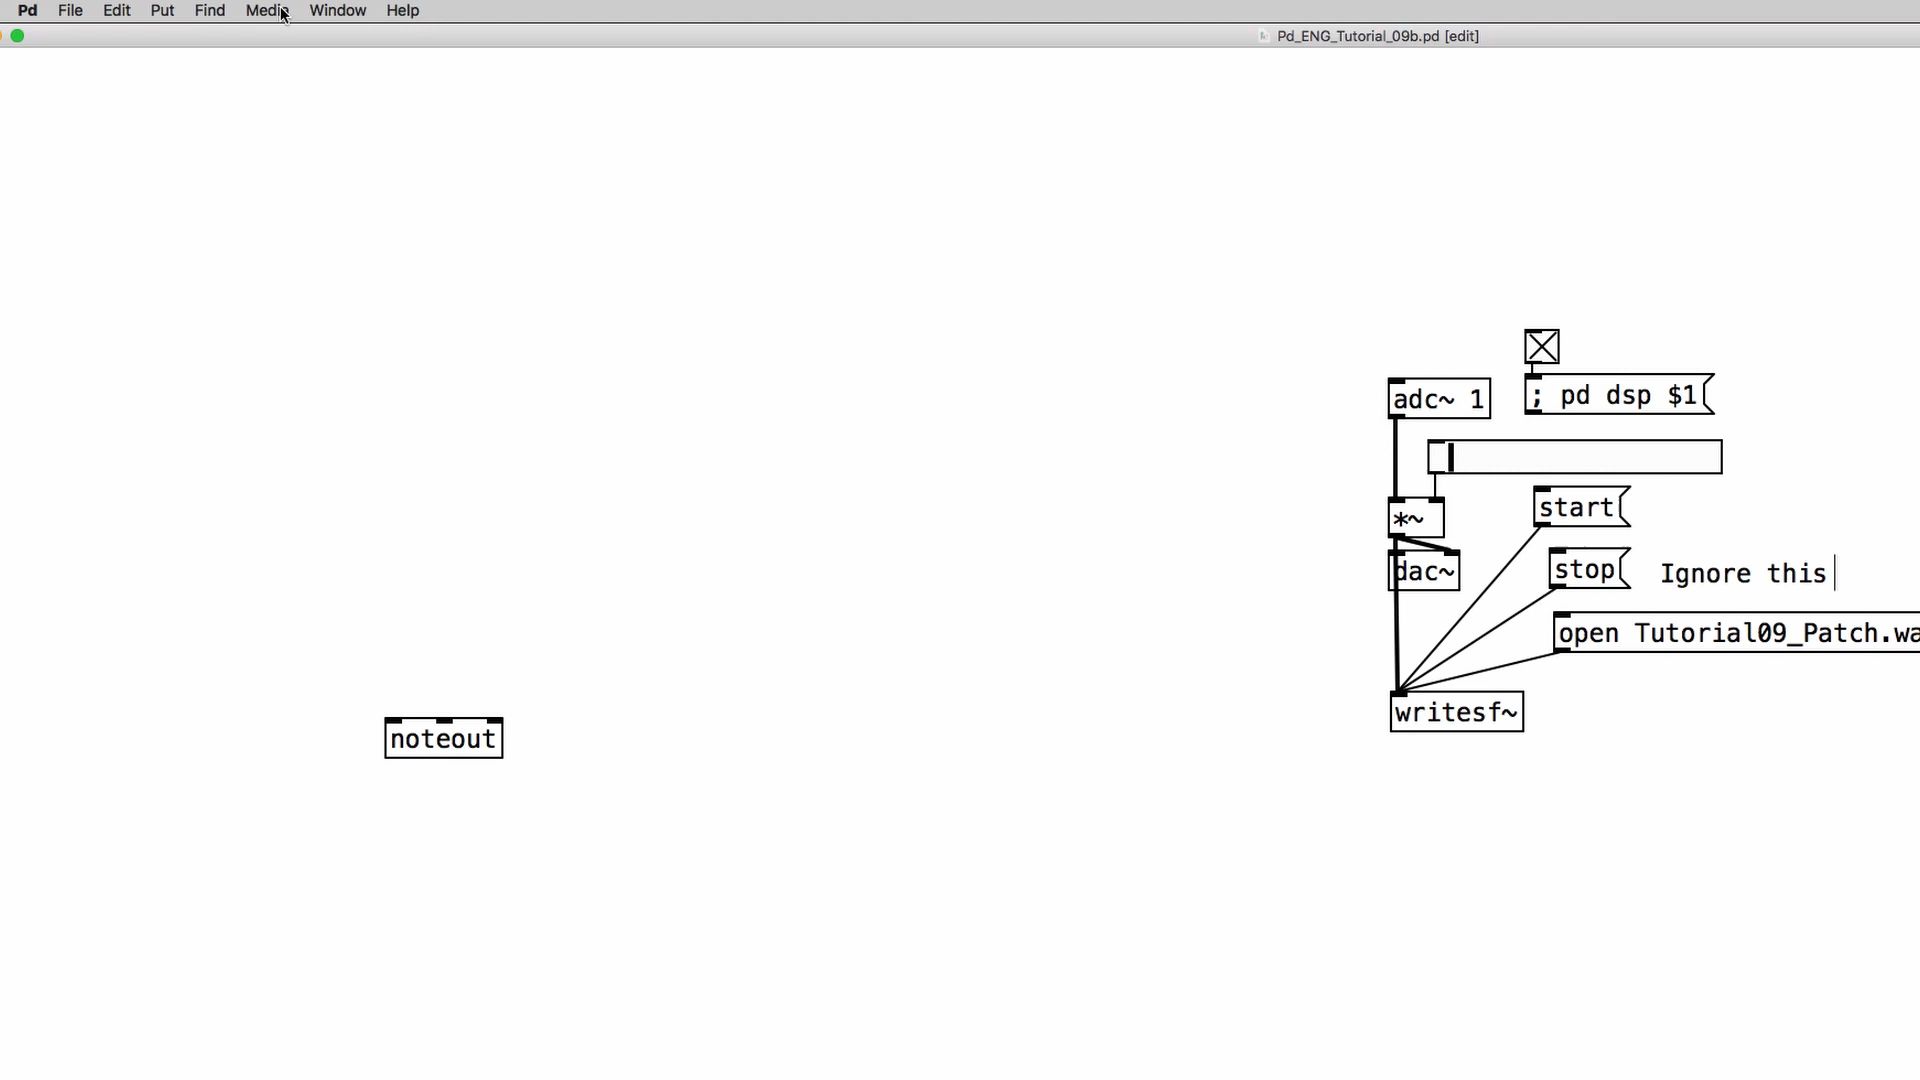 Pd File Edit Put Find Media Window Help
Pd_ENG_Tutorial_09b.pd [edit]
adc~ 1
; pd dsp $1
*~
start
dac~
stop
Ignore this
open Tutorial09_Patch.wa
writesf~
noteout